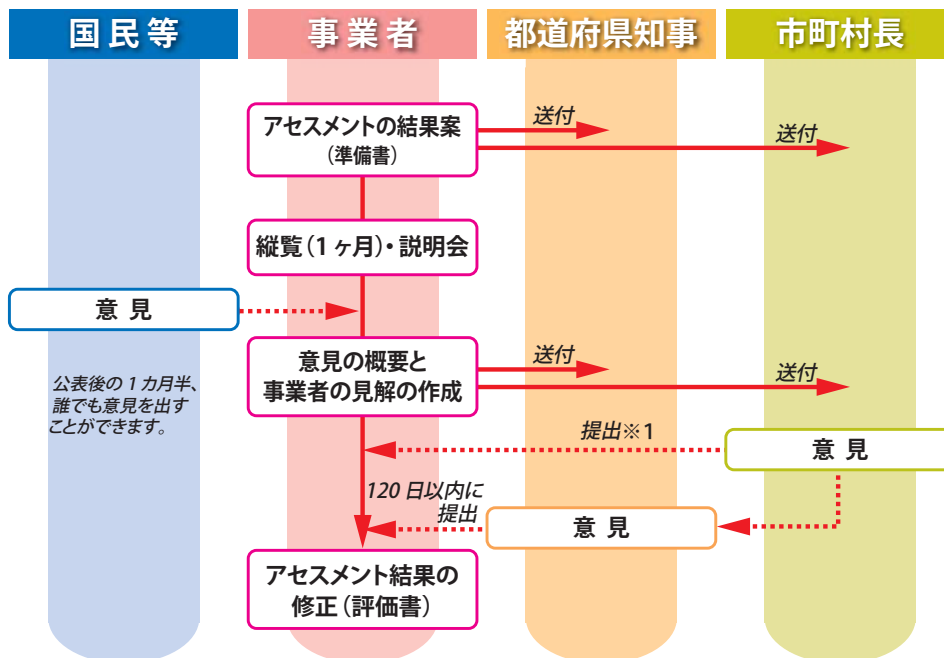 国民等
事業者
都道府県知事
市町村長
アセスメントの結果案
(準備書)
送付
送付
縦覧(1ヶ月)・説明会
意見
公表後の1カ月半、
誰でも意見を出す
ことができます。
意見の概要と
事業者の見解の作成
送付
送付
提出※1
意見
120日以内に
提出
意見
アセスメント結果の
修正(評価書)